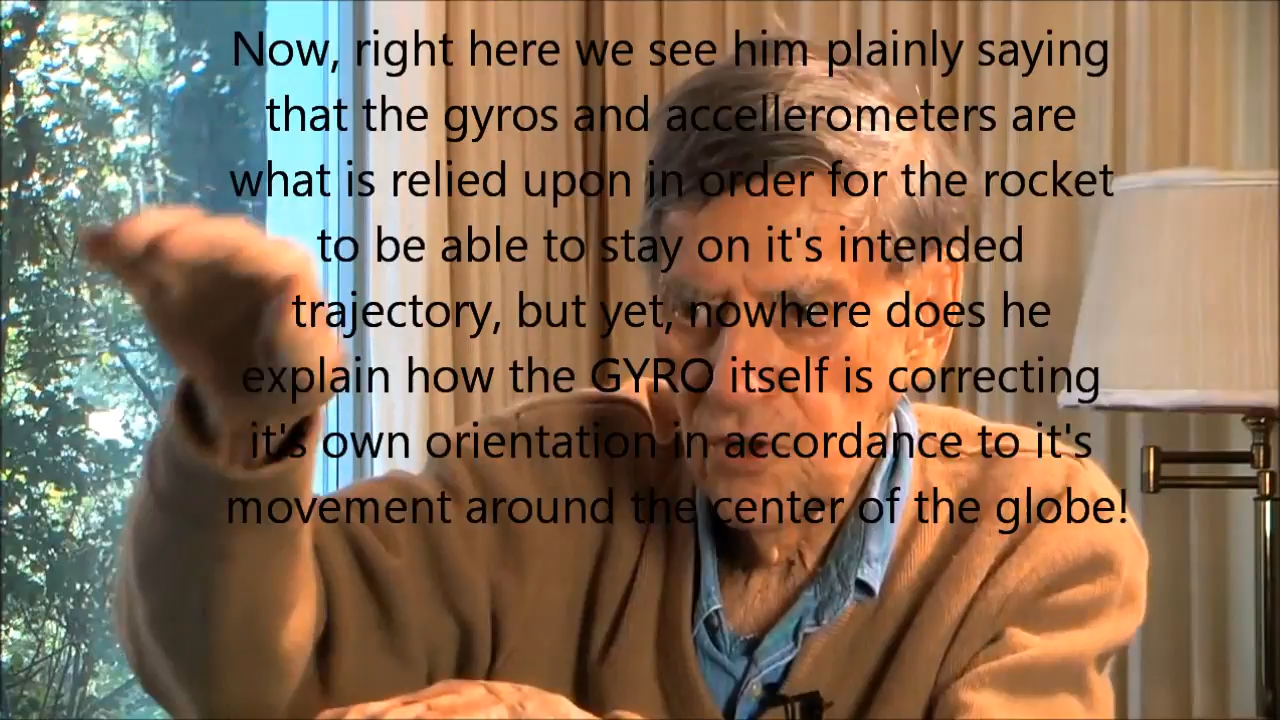 Now, right here we see him plainly saying
that the gyros and accellerometers are
what is relied upon in order for the rocket
to be able to stay on it's intended
trajectory, but yet, nowhere does he
explain how the GYRO itself is correcting
it's own orientation in accordance to it's
movement around the center of the globe!